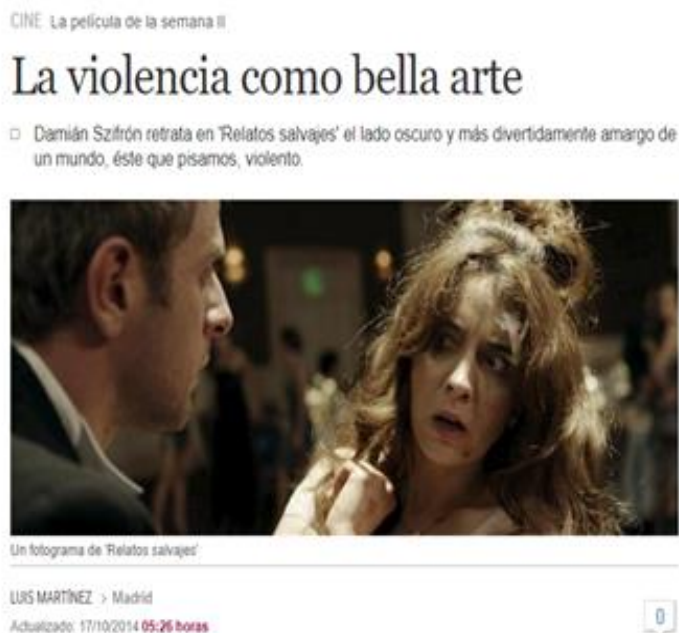 CINE La película de la semana II
La violencia como bella arte
Damián Szifrón retrata en 'Relatos salvajes' el lado oscuro y más divertidamente amargo de
un mundo, éste que pisamos, violento.
Un fotograma de 'Relatos salvajes'
LUIS MARTÍNEZ > Madrid
Actualizado: 17/10/2014 05:26 horas
0